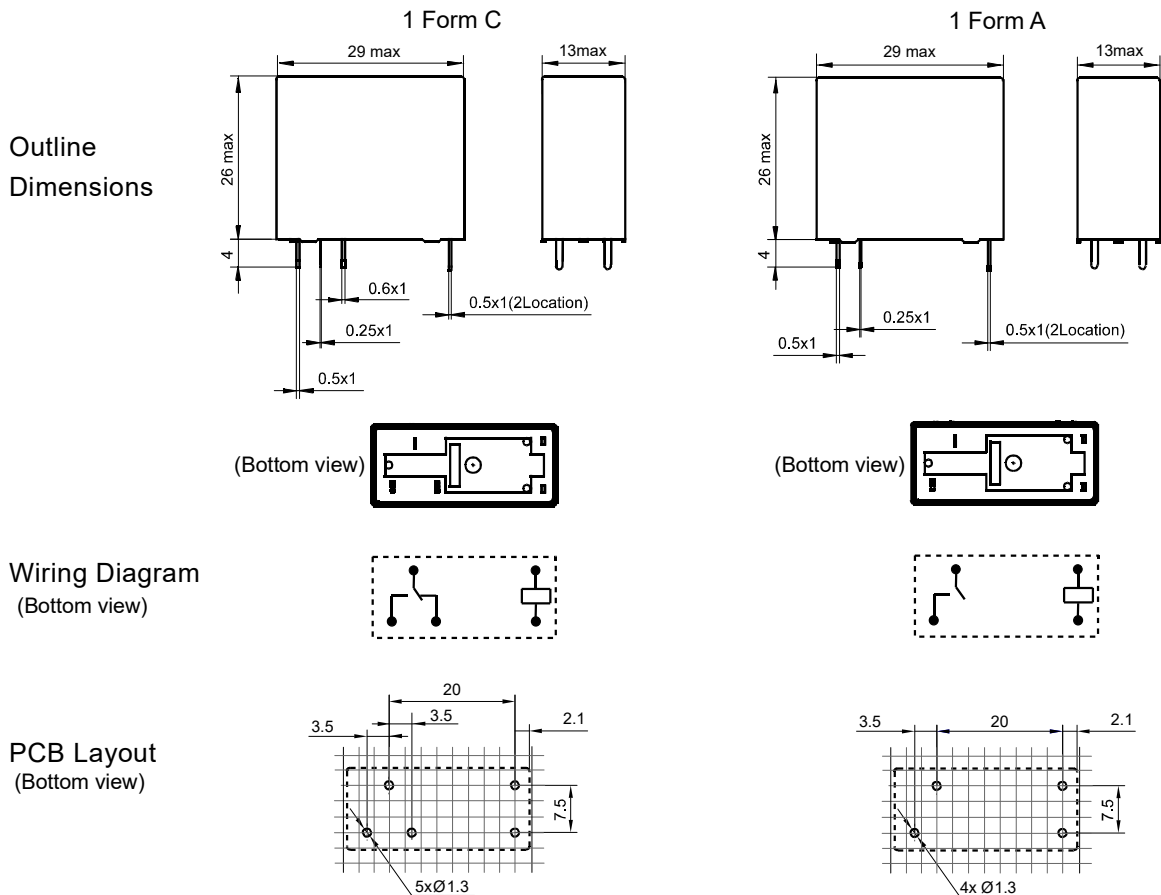 1 Form C
1 Form A
29 max
13max
29 max
13max
Outline
Dimensions
26 max
26 max
4
4
0.6x1
0.5x1(2Location)
0.25x1
0.5x1
0.25x1
0.5x1(2Location)
0.5x1
(Bottom view)
(Bottom view)
Wiring Diagram
(Bottom view)
PCB Layout
(Bottom view)
20
3.5
3.5
2.1
7.5
5xØ1.3
3.5
20
2.1
7.5
4xØ1.3